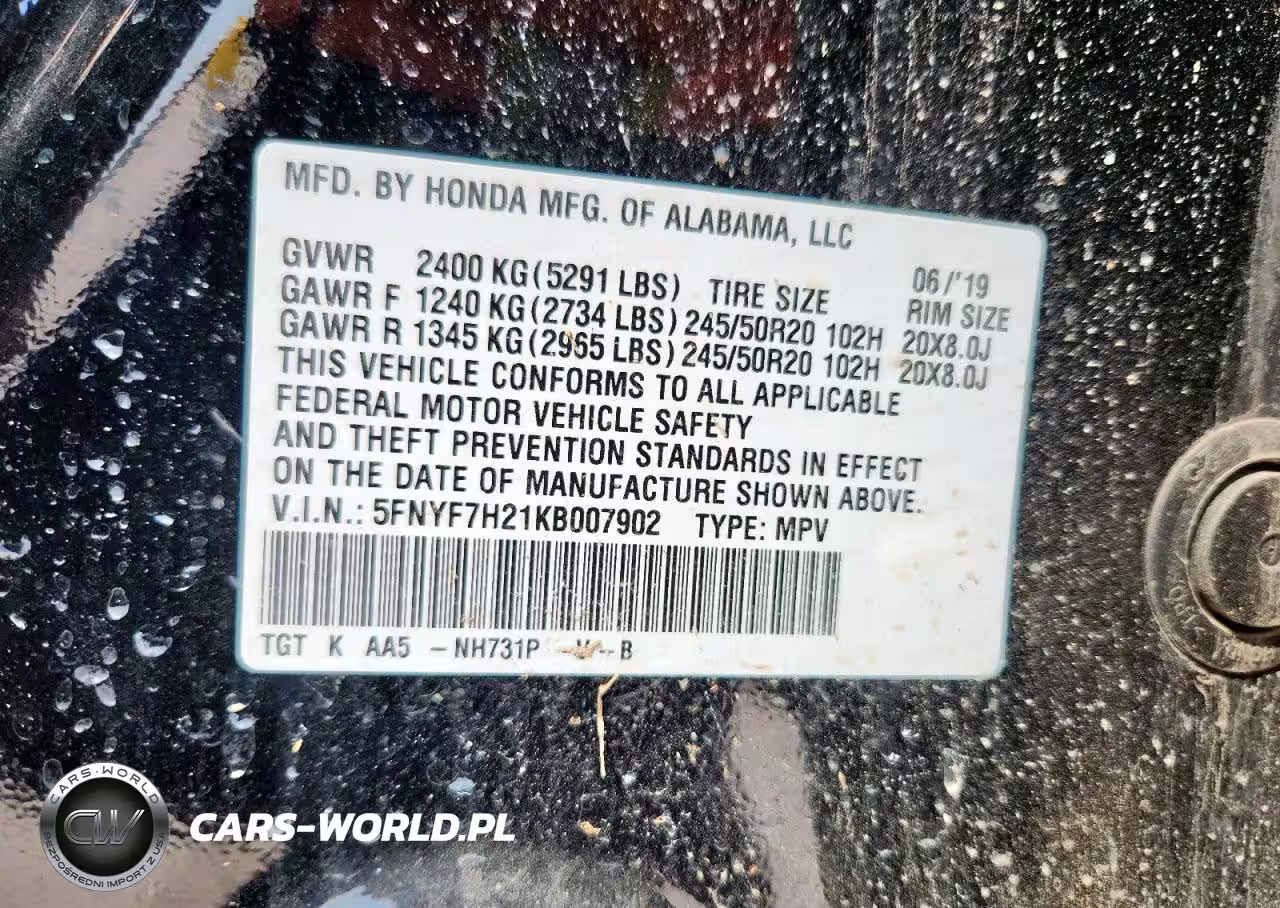 MFD. BY HONDA MFG. OF ALABAMA, LLC
06/'19
GVWR 2400 KG(5291 LBS) TIRE SIZE RIM SIZE
GAWR F 1240 KG(2734 LBS) 245/50R20 102H 20X8.0J
GAWR R 1345 KG(2965 LBS) 245/50R20 102H 20X8.0J
THIS VEHICLE CONFORMS TO ALL APPLICABLE
FEDERAL MOTOR VEHICLE SAFETY
AND THEFT PREVENTION STANDARDS IN EFFECT
ON THE DATE OF MANUFACTURE SHOWN ABOVE.
V.I.N.: 5FNYF7H21KB007902 TYPE: MPV
TGT K AA5 -NH731P - -B
CARS-WORLD
CW
BEZPOŚREDNI IMPORT Z USA
CARS-WORLD.PL